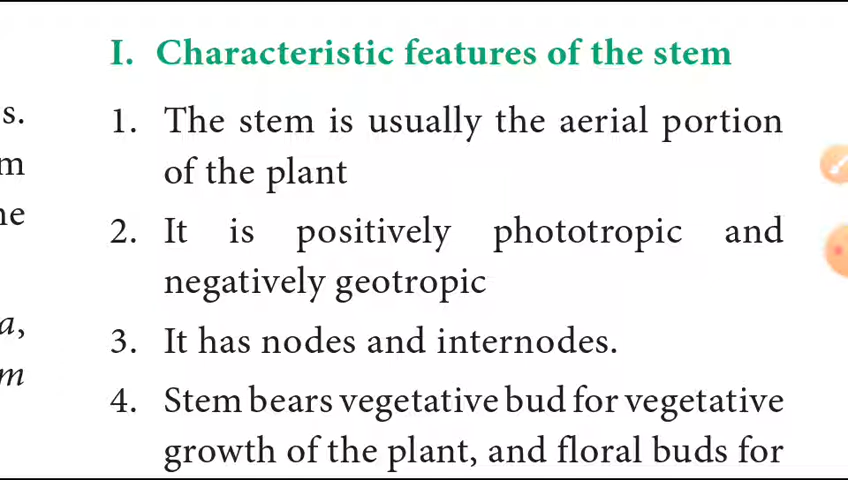 I. Characteristic features of the stem
s.
1. The stem is usually the aerial portion
m
of the plant
he
2. It is positively phototropic and
negatively geotropic
a,
3. It has nodes and internodes.
m
4. Stem bears vegetative bud for vegetative
growth of the plant, and floral buds for